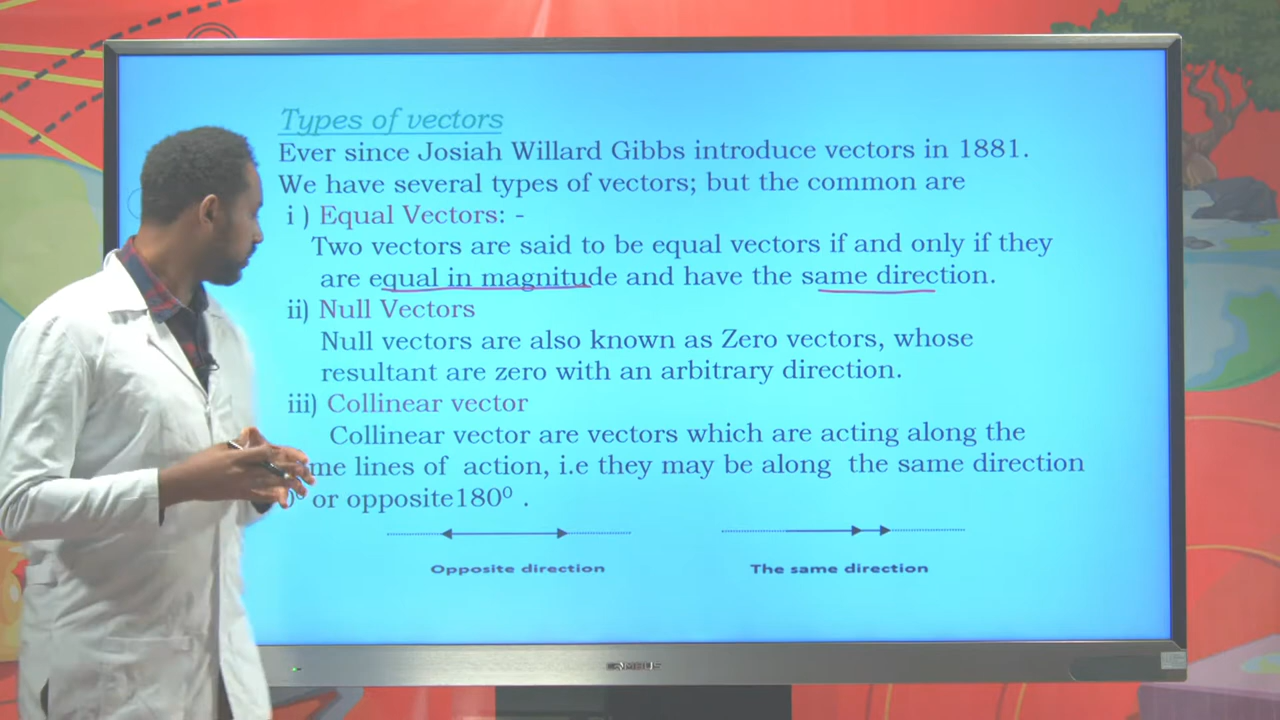 Types of vectors
Ever since Josiah Willard Gibbs introduce vectors in 1881.
We have several types of vectors; but the common are
i ) Equal Vectors: -
Two vectors are said to be equal vectors if and only if they
are equal in magnitude and have the same direction.
ii) Null Vectors
Null vectors are also known as Zero vectors, whose
resultant are zero with an arbitrary direction.
iii) Collinear vector
Collinear vector are vectors which are acting along the
me lines of action, i.e they may be along the same direction
0⁰ or opposite180⁰ .
Opposite direction The same direction